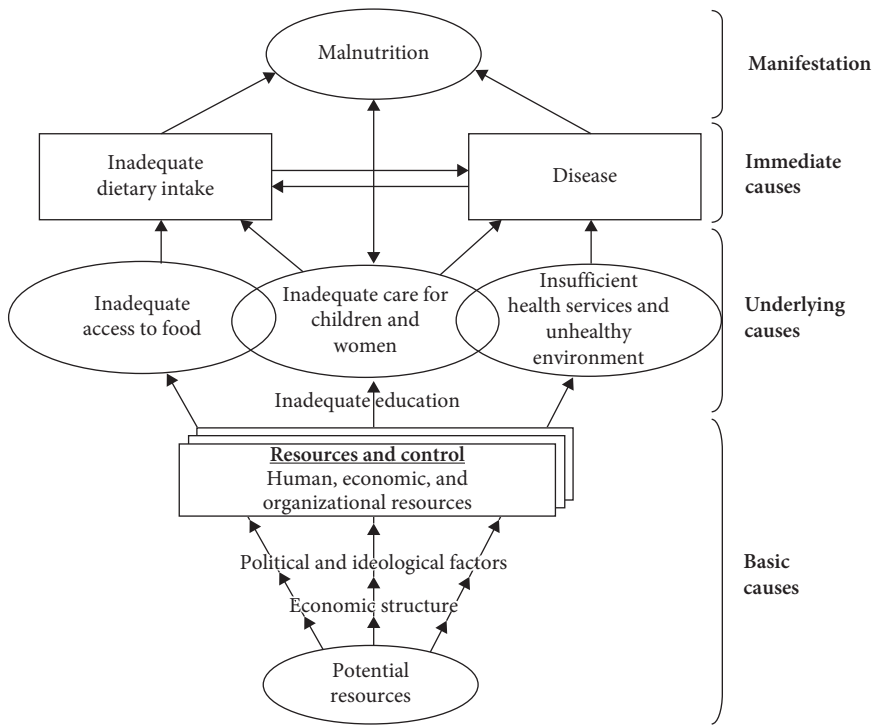 Malnutrition
Manifestation
Inadequate
dietary intake
Disease
Immediate
causes
Inadequate
access to food
Inadequate care for
children and
women
Insufficient
health services and
unhealthy
environment
Underlying
causes
Inadequate education
Resources and control
Human, economic, and
organizational resources
Political and ideological factors
Economic structure
Basic
causes
Potential
resources